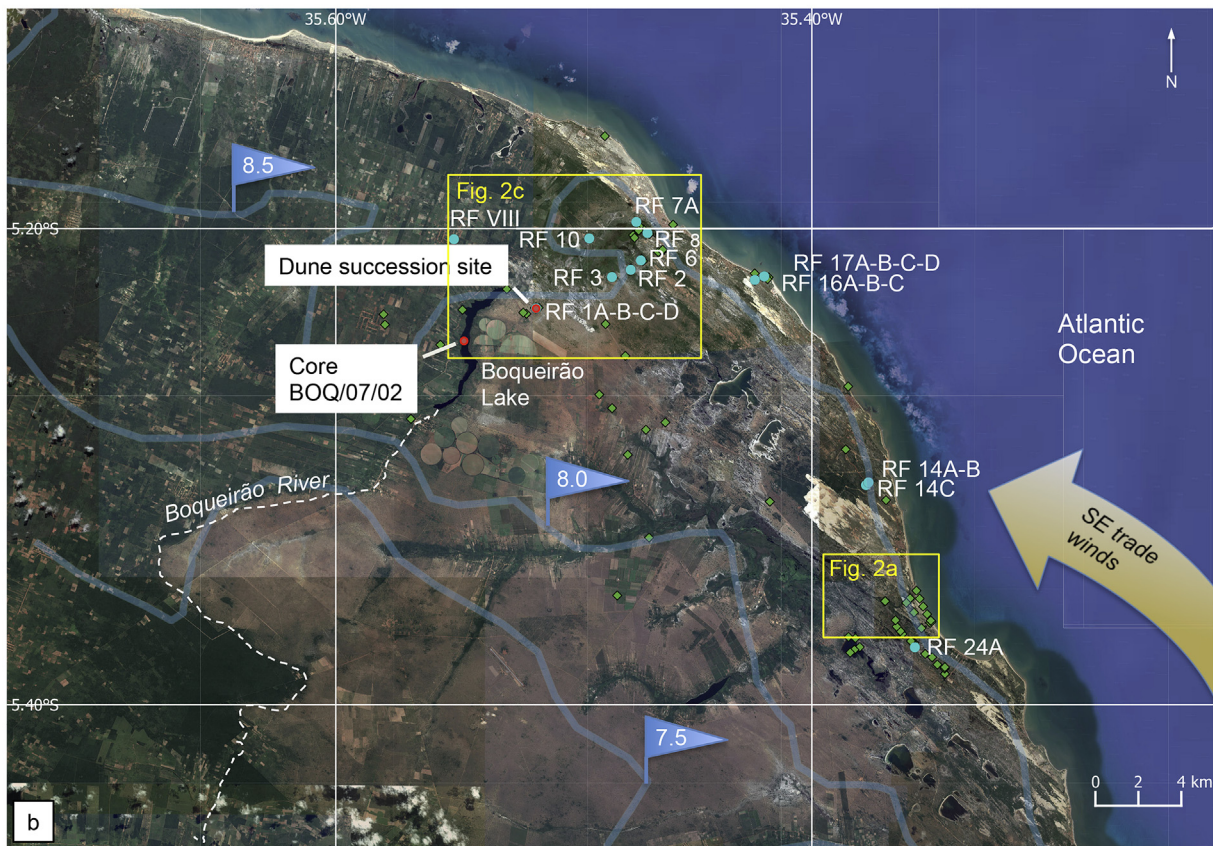 35.60°W
35.40°W
N
8.5
Fig. 2c
RF 7A
RF VIII
5.20°S
RF 10
RF 8
RF 6
Dune succession site
RF 3
RF 2
RF 17A-B-C-D
RF 16A-B-C
RF 1A-B-C-D
Atlantic
Ocean
Core
BOQ/07/02
Boqueirão
Lake
8.0
RF 14A-B
RF 14C
Boqueirão River
SE trade
winds
Fig. 2a
RF 24A
5.40°S
7.5
0 2 4 km
b